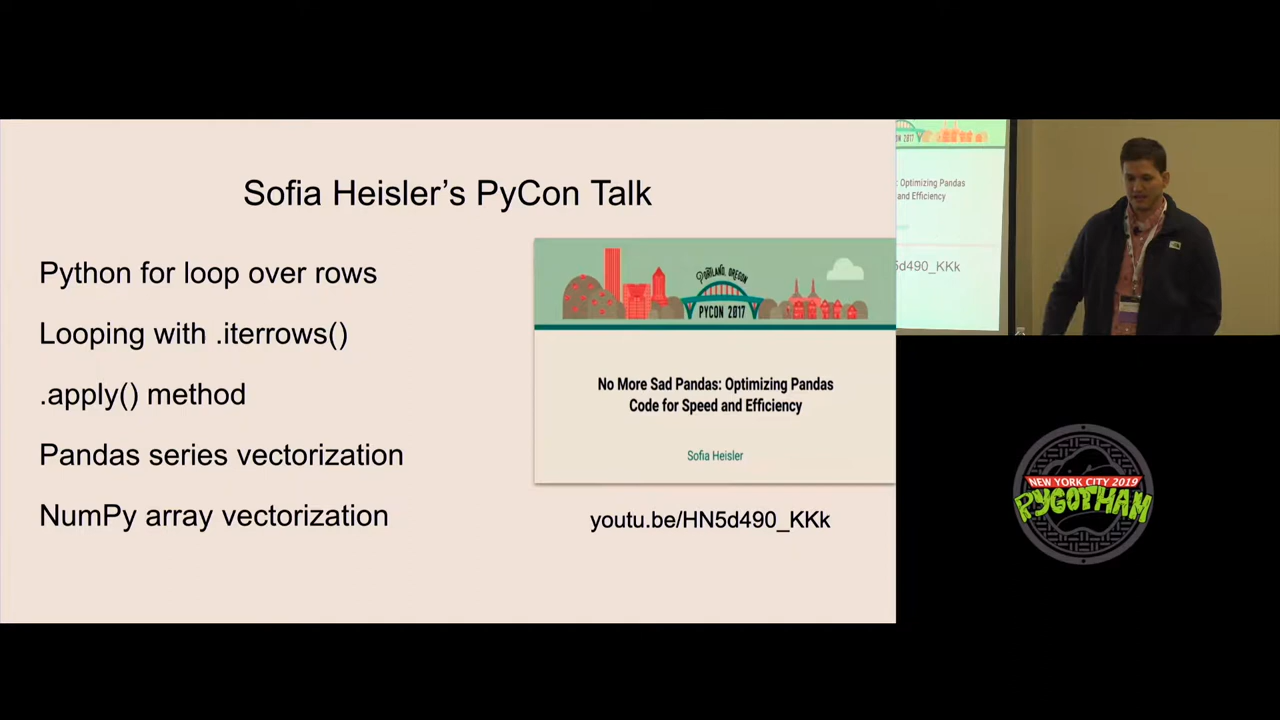 Sofia Heisler’s PyCon Talk
Python for loop over rows
Looping with .iterrows()
.apply() method
Pandas series vectorization
NumPy array vectorization
PORTLAND, OREGON
PYCON 2017
No More Sad Pandas: Optimizing Pandas
Code for Speed and Efficiency
Sofia Heisler
youtu.be/HN5d490_KKk
CON 2017
: Optimizing Pandas
and Efficiency
5d490_KKk
NEW YORK CITY 2019
PYGOTHAM